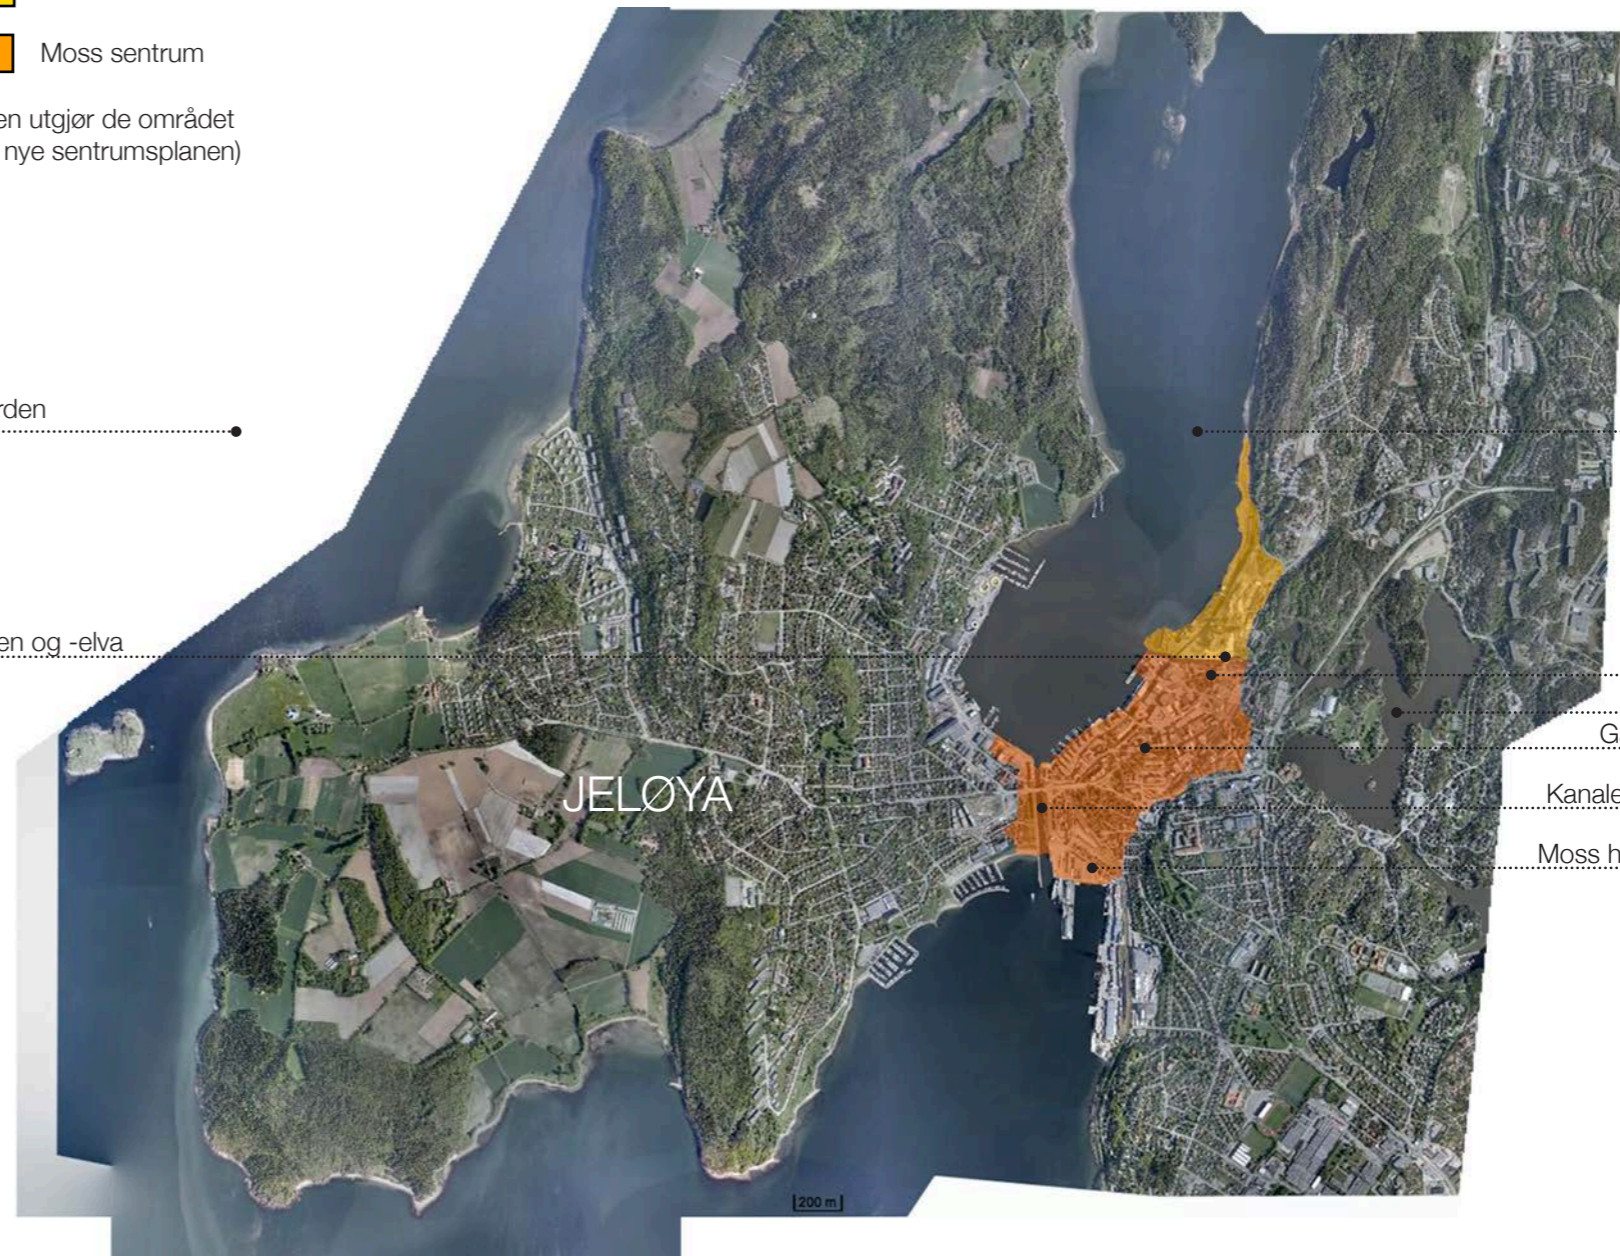 Moss sentrum
en utgjør de området
nye sentrumsplanen)
rden
en og -elva
JELØYA
G
Kanale
Moss h
200 m